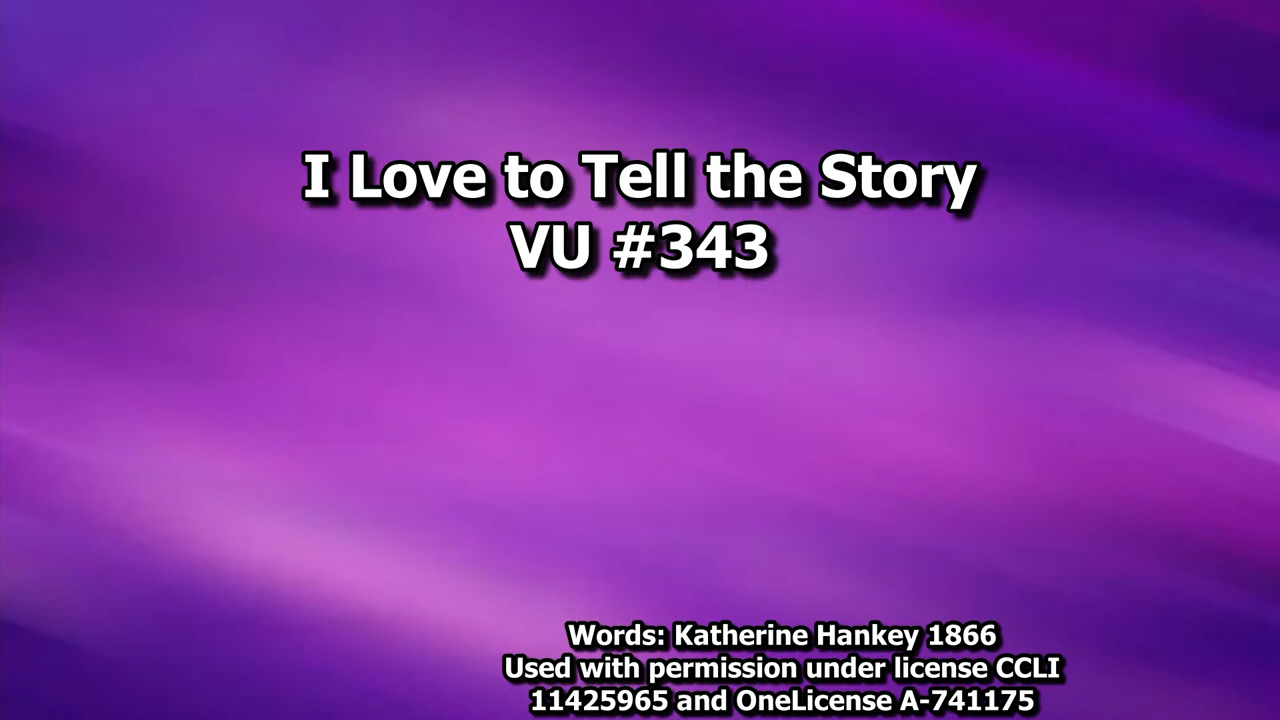 I Love to Tell the Story
VU #343
Words: Katherine Hankey 1866
Used with permission under license CCLI
11425965 and OneLicense A-741175